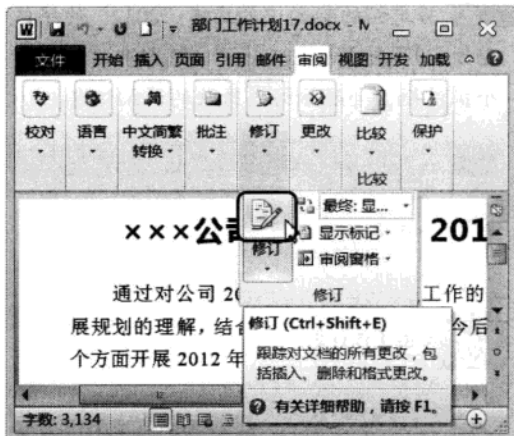 部门工作计划17.docx - M
文件 开始 插入 页面 引用 邮件 审阅 视图 开发 加载
校对 语言 中文简繁转换 批注 修订 更改 比较 保护
比较
最终: 显...
显示标记
审阅窗格
修订
修订
×××公司 201
通过对公司 20 工作的
展规划的理解，结合 今后
个方面开展 2012 年
修订 (Ctrl+Shift+E)
跟踪对文档的所有更改，包
括插入、删除和格式更改。
有关详细帮助，请按 F1。
字数: 3,134